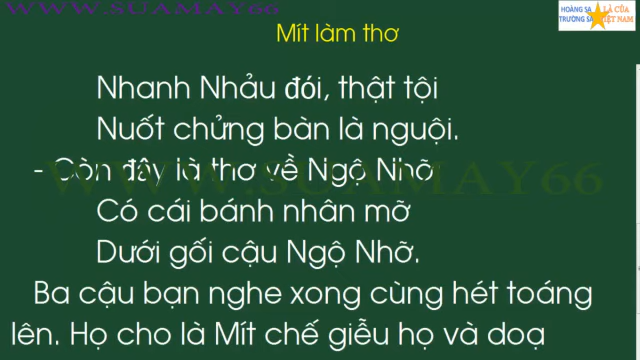 WWW.SUAMAY66
HOÀNG SA
TRƯỜNG SA
LÀ CỦA
VIỆT NAM
Mít làm thơ
Nhanh Nhảu đói, thật tội
Nuốt chửng bàn là nguội.
- Còn đây là thơ về Ngộ Nhỡ
WWW.SUAMAY66
Có cái bánh nhân mỡ
Dưới gối cậu Ngộ Nhỡ.
Ba cậu bạn nghe xong cùng hét toáng
lên. Họ cho là Mít chế giễu họ và doạ